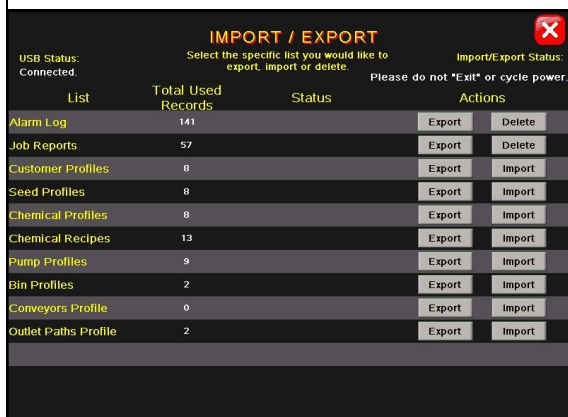 IMPORT / EXPORT
USB Status:
Connected.
Select the specific list you would like to
export, import or delete.
Import/Export Status:
Please do not "Exit" or cycle power.
List Total Used Records Status Actions
Alarm Log 141 Export Delete
Job Reports 57 Export Delete
Customer Profiles 8 Export Import
Seed Profiles 8 Export Import
Chemical Profiles 8 Export Import
Chemical Recipes 13 Export Import
Pump Profiles 9 Export Import
Bin Profiles 2 Export Import
Conveyors Profile 0 Export Import
Outlet Paths Profile 2 Export Import